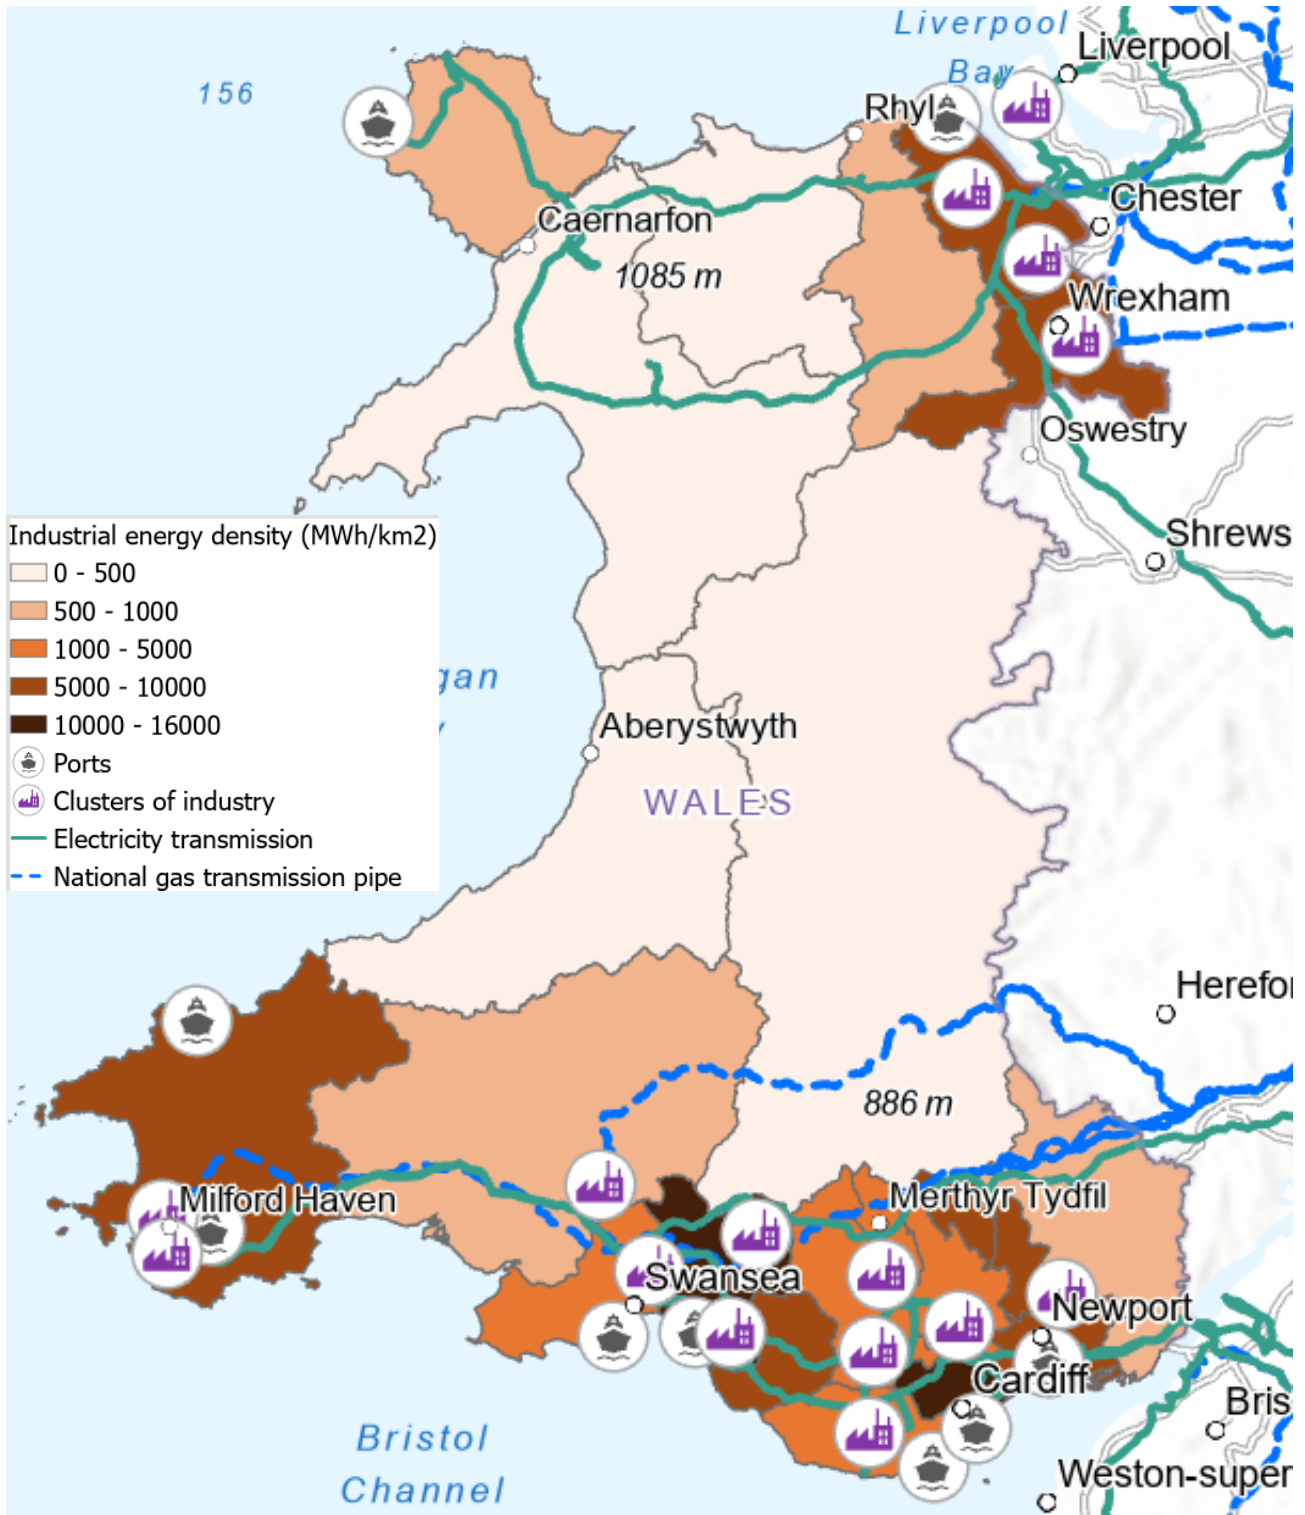 Liverpool
Bay
Liverpool
156
Rhyl
Chester
Caernarfon
1085 m
Wrexham
Oswestry
Shrews
Industrial energy density (MWh/km2)
0 - 500
500 - 1000
1000 - 5000
5000 - 10000
10000 - 16000
Ports
Clusters of industry
Electricity transmission
National gas transmission pipe
gan
Aberystwyth
WALES
Herefor
886 m
Milford Haven
Merthyr Tydfil
Swansea
Newport
Cardiff
Bris
Bristol
Channel
Weston-super